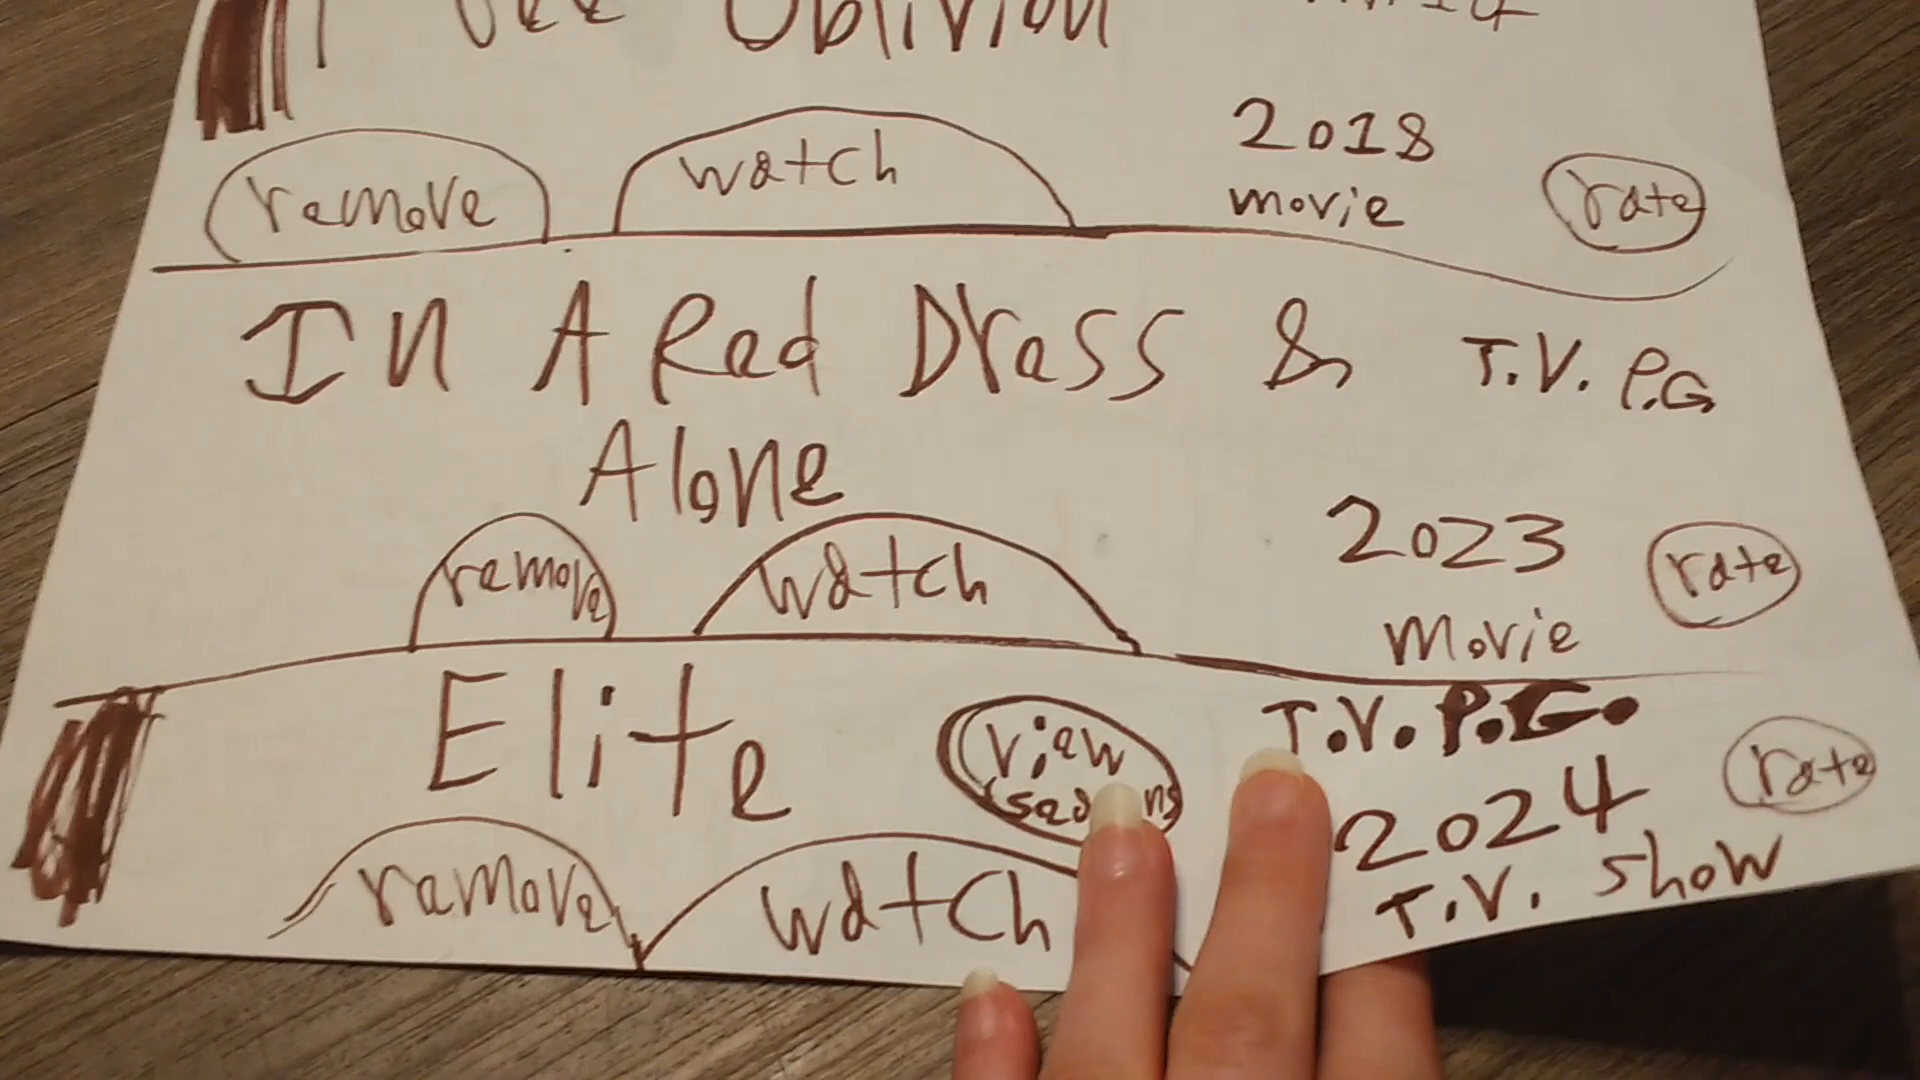 Oblivion
remove watch 2018 movie rate
In A Red Dress & T.V. P.G
Alone
remove watch 2023 movie rate
Elite view T.V. P.G. rate
2024
remove watch T.V. Show